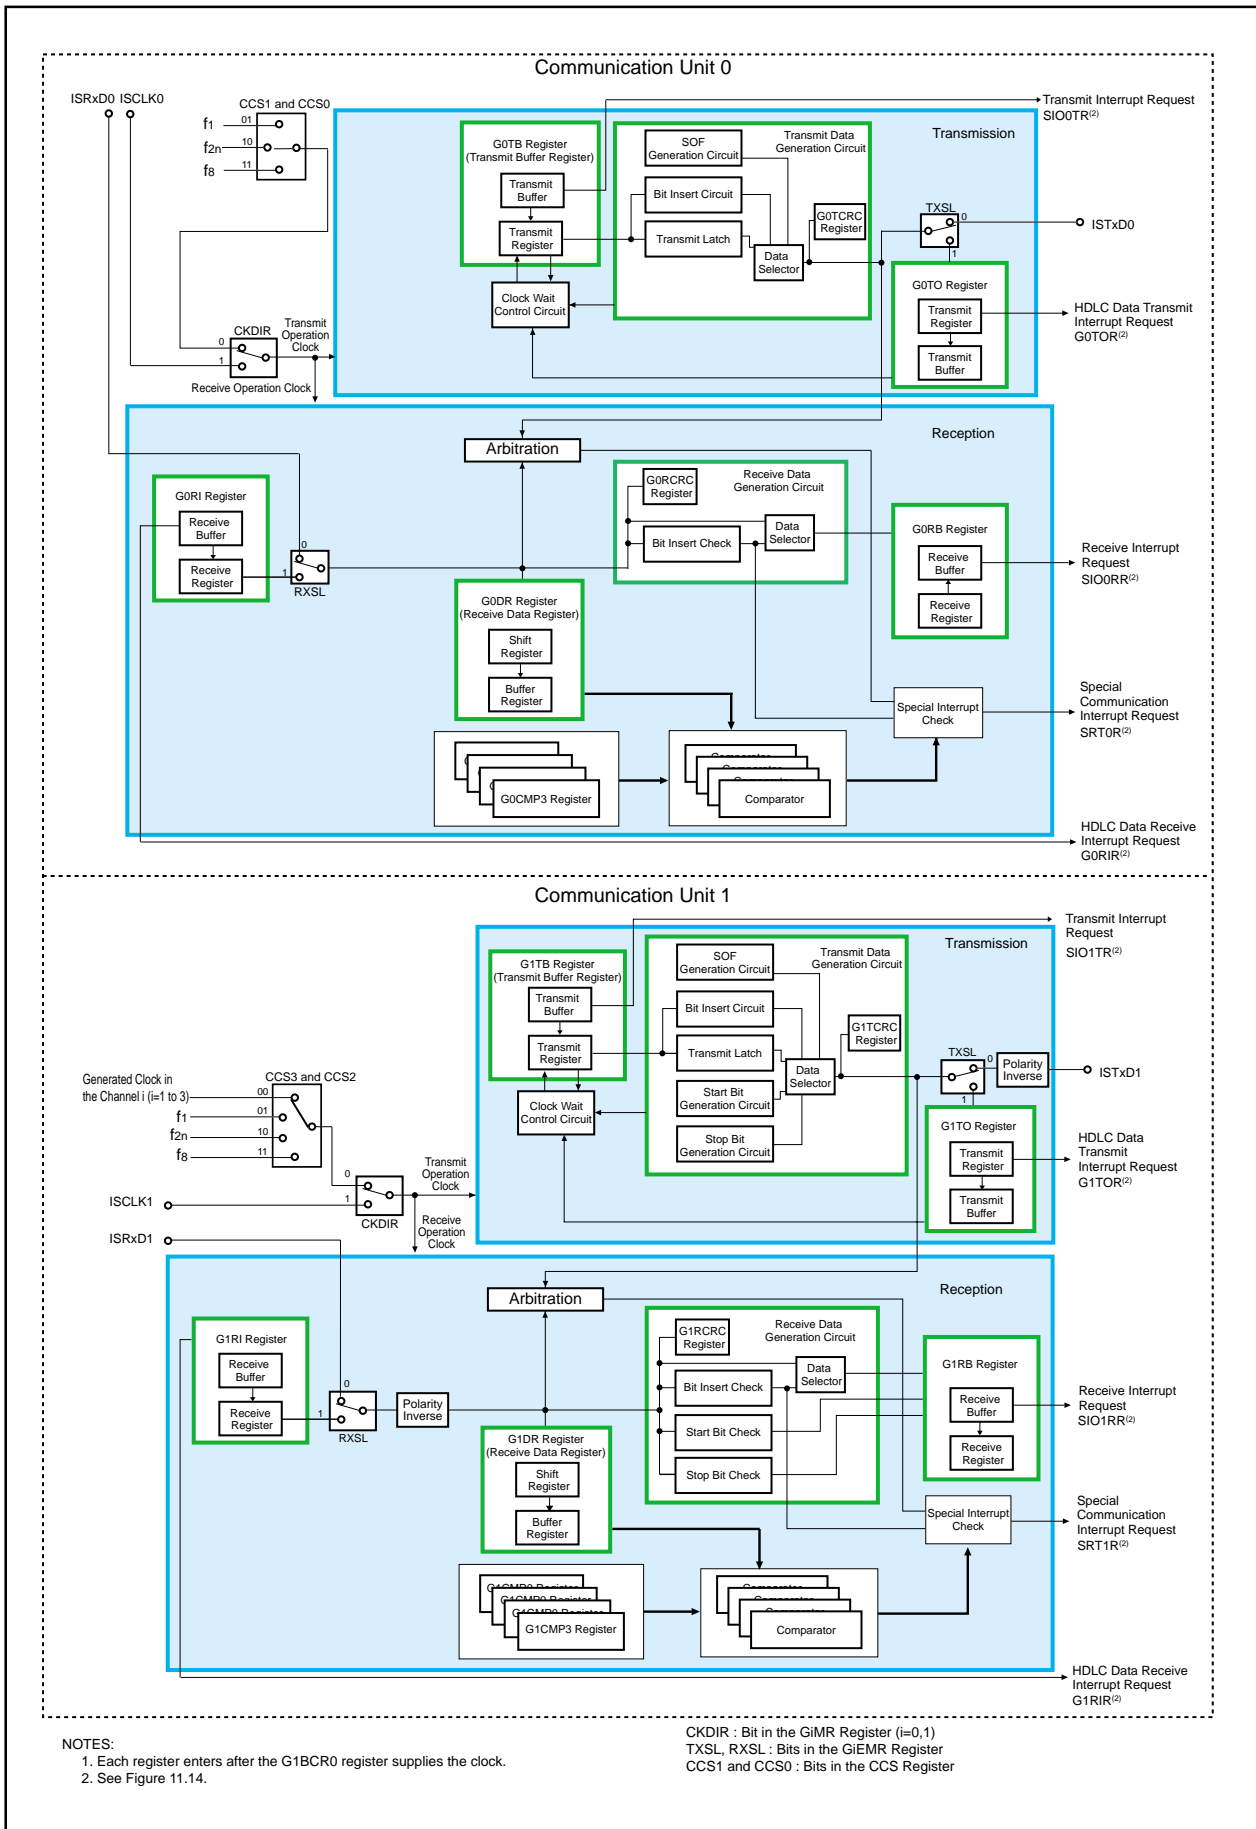 Communication Unit 0
ISRxD0 ISCLK0
CCS1 and CCS0
f1 01
f2n 10
f8 11
Transmit Interrupt Request
SIO0TR(2)
Transmission
G0TB Register
(Transmit Buffer Register)
Transmit
Buffer
Transmit
Register
Transmit Data
Generation Circuit
SOF
Generation Circuit
Bit Insert Circuit
Transmit Latch
Data
Selector
G0TCRC
Register
TXSL
0
1
ISTxD0
Clock Wait
Control Circuit
G0TO Register
Transmit
Register
Transmit
Buffer
HDLC Data Transmit
Interrupt Request
G0TOR(2)
CKDIR
0
1
Transmit
Operation
Clock
Receive Operation Clock
Reception
Arbitration
G0RI Register
Receive
Buffer
Receive
Register
0
1
RXSL
G0RCRC
Register
Receive Data
Generation Circuit
Bit Insert Check
Data
Selector
G0RB Register
Receive
Buffer
Receive
Register
Receive Interrupt
Request
SIO0RR(2)
G0DR Register
(Receive Data Register)
Shift
Register
Buffer
Register
Special Interrupt
Check
Special
Communication
Interrupt Request
SRT0R(2)
G0CMP3 Register
Comparator
Comparator
Comparator
Comparator
HDLC Data Receive
Interrupt Request
G0RIR(2)
Communication Unit 1
Transmit Interrupt
Request
SIO1TR(2)
Transmission
G1TB Register
(Transmit Buffer Register)
Transmit
Buffer
Transmit
Register
Transmit Data
Generation Circuit
SOF
Generation Circuit
Bit Insert Circuit
Transmit Latch
Start Bit
Generation Circuit
Stop Bit
Generation Circuit
Data
Selector
G1TCRC
Register
TXSL
0
1
Polarity
Inverse
ISTxD1
Clock Wait
Control Circuit
G1TO Register
Transmit
Register
Transmit
Buffer
HDLC Data
Transmit
Interrupt Request
G1TOR(2)
CCS3 and CCS2
Generated Clock in
the Channel i (i=1 to 3)
00
f1 01
f2n 10
f8 11
ISCLK1
ISRxD1
0
1
CKDIR
Transmit
Operation
Clock
Receive
Operation
Clock
Reception
Arbitration
G1RI Register
Receive
Buffer
Receive
Register
0
1
RXSL
Polarity
Inverse
G1RCRC
Register
Receive Data
Generation Circuit
Bit Insert Check
Start Bit Check
Stop Bit Check
Data
Selector
G1RB Register
Receive
Buffer
Receive
Register
Receive Interrupt
Request
SIO1RR(2)
G1DR Register
(Receive Data Register)
Shift
Register
Buffer
Register
Special Interrupt
Check
Special
Communication
Interrupt Request
SRT1R(2)
G1CMP0 Register
G1CMP0 Register
G1CMP0 Register
G1CMP3 Register
Comparator
Comparator
Comparator
Comparator
HDLC Data Receive
Interrupt Request
G1RIR(2)
NOTES:
1. Each register enters after the G1BCR0 register supplies the clock.
2. See Figure 11.14.
CKDIR : Bit in the GiMR Register (i=0,1)
TXSL, RXSL : Bits in the GiEMR Register
CCS1 and CCS0 : Bits in the CCS Register